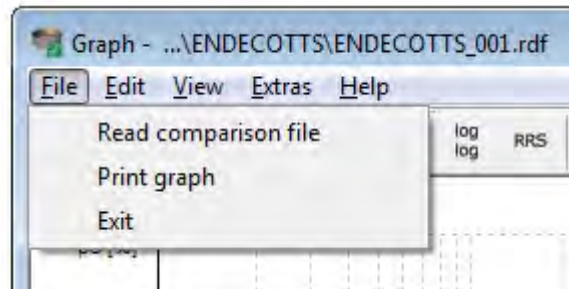 Graph - ...\ENDECOTTS\ENDECOTTS_001.rdf
File Edit View Extras Help
Read comparison file
log
log
RRS
Print graph
Exit